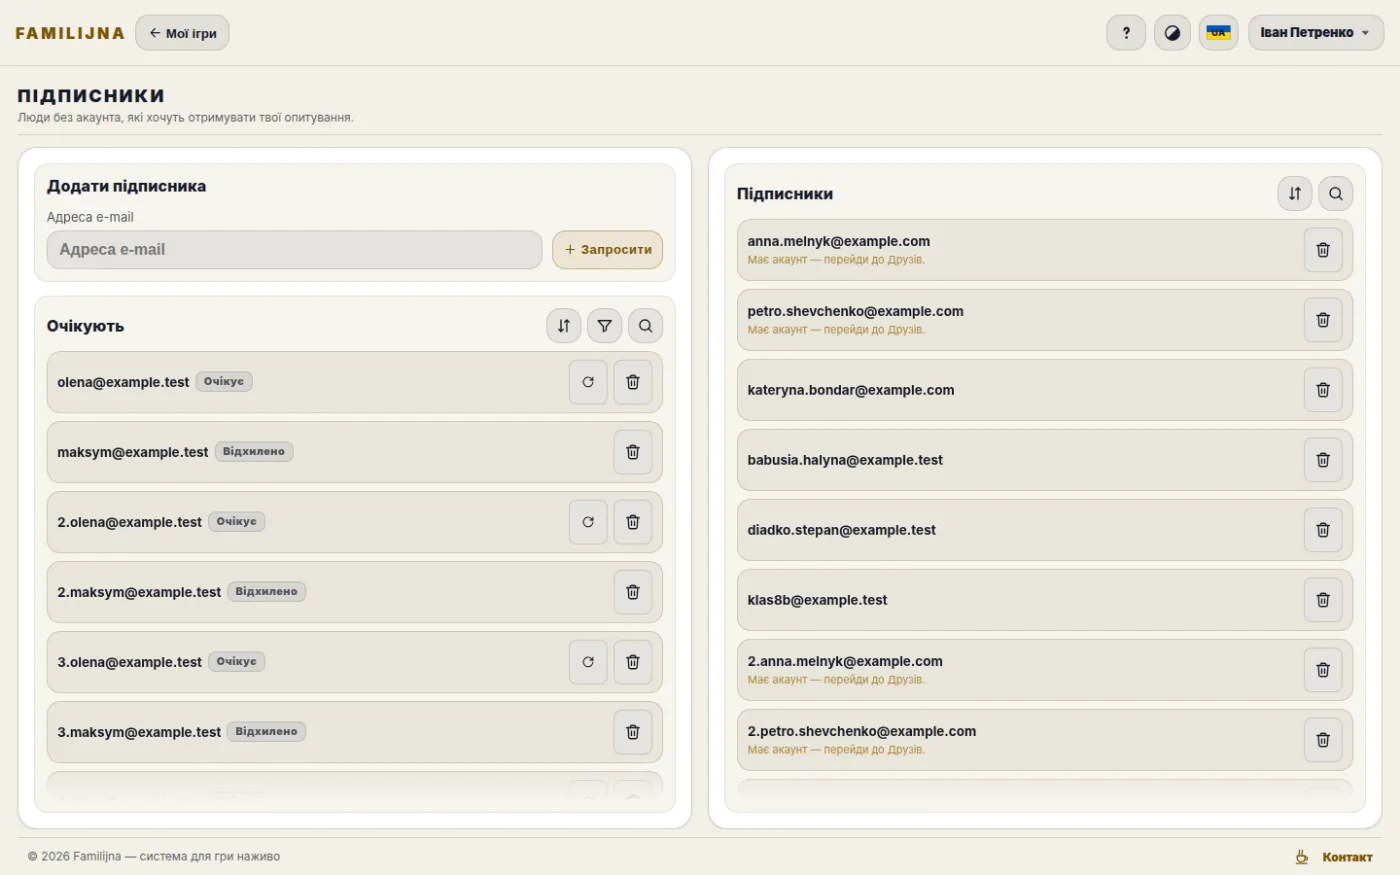 FAMILIJNA
← Мої ігри
?
UA
Іван Петренко
ПІДПИСНИКИ
Люди без акаунта, які хочуть отримувати твої опитування.
Додати підписника
Адреса e-mail
Адреса e-mail
+ Запросити
Очікують
olena@example.test Очікує
maksym@example.test Відхилено
2.olena@example.test Очікує
2.maksym@example.test Відхилено
3.olena@example.test Очікує
3.maksym@example.test Відхилено
Підписники
anna.melnyk@example.com
Має акаунт — перейди до Друзів.
petro.shevchenko@example.com
Має акаунт — перейди до Друзів.
kateryna.bondar@example.com
babusia.halyna@example.test
diadko.stepan@example.test
klas8b@example.test
2.anna.melnyk@example.com
Має акаунт — перейди до Друзів.
2.petro.shevchenko@example.com
Має акаунт — перейди до Друзів.
© 2026 Familijna — система для гри наживо
Контакт